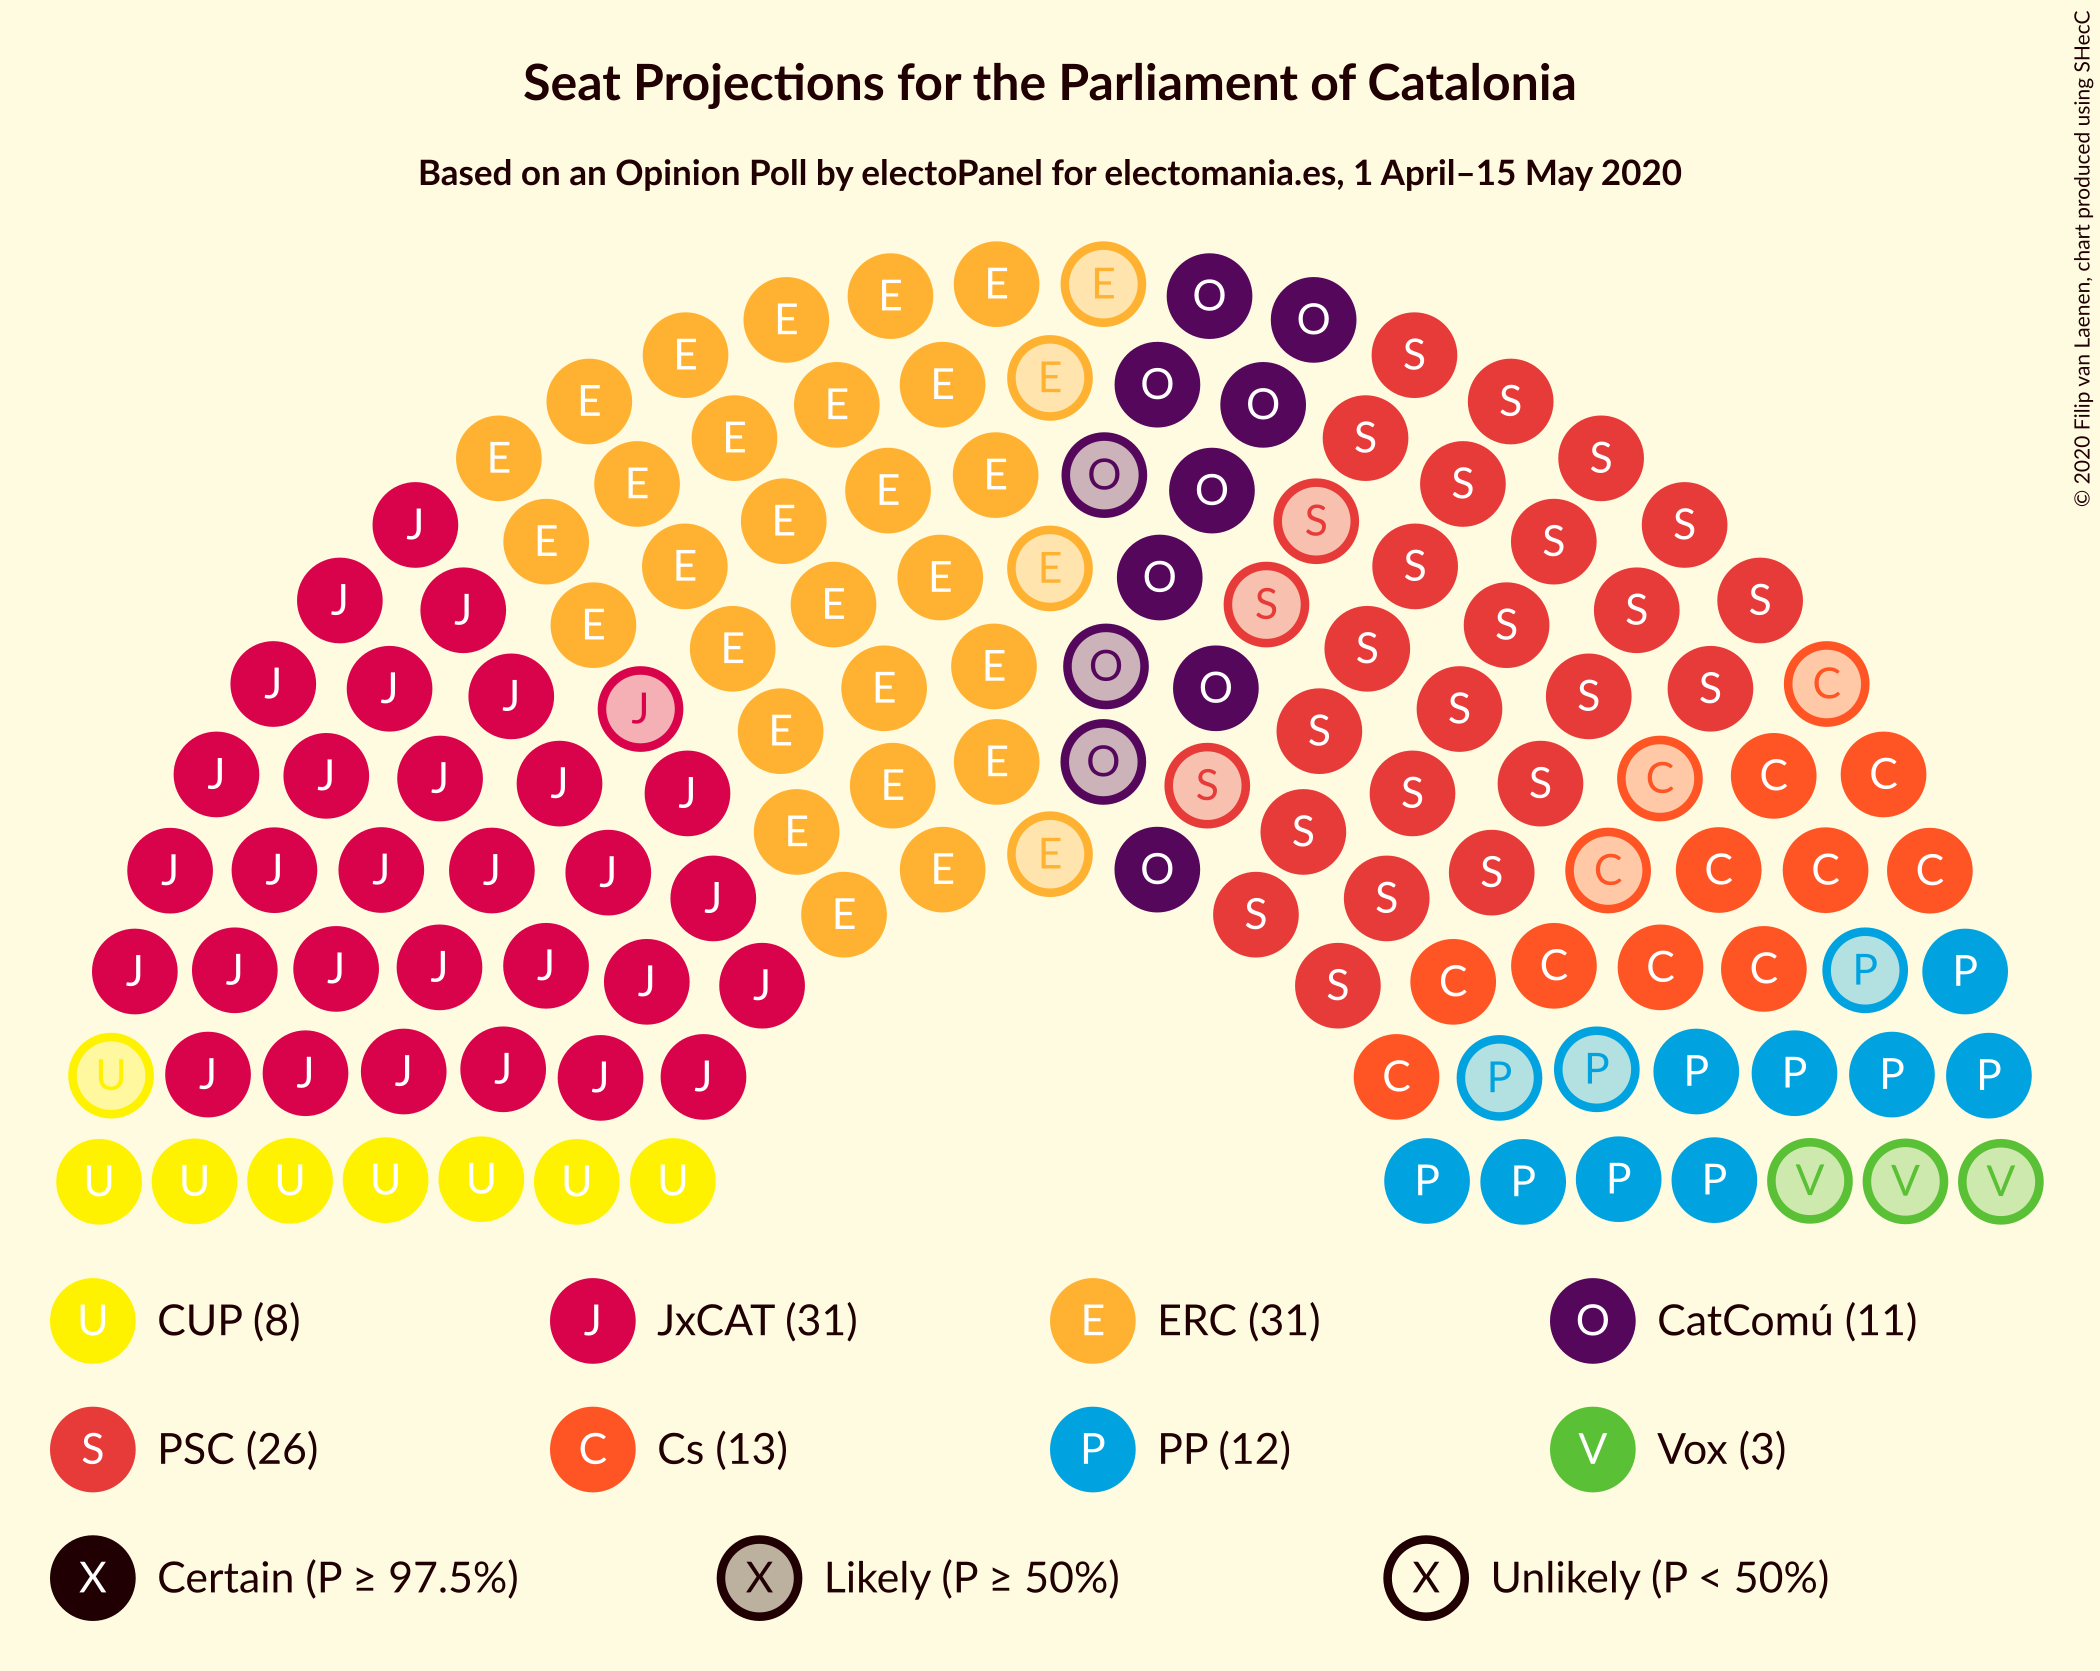 Seat Projections for the Parliament of Catalonia
Based on an Opinion Poll by electoPanel for electomania.es, 1 April–15 May 2020
© 2020 Filip van Laenen, chart produced using SHecC
E E E O O
E E O O
E E E S S
E E O O S S
E E E S S
E E S S
J E E O S S
E E E S S
J J E E O S S S
E E S S
J J J J E E E O O S S S S C
J J J J J E E O S S S S C C C
J J J J J J E E E O S S S S C C C C
J J J J J J J S C C C C P P
U J J J J J J C P P P P P P
U U U U U U U P P P P V V V
U CUP (8) J JxCAT (31) E ERC (31) O CatComú (11)
S PSC (26) C Cs (13) P PP (12) V Vox (3)
X Certain (P ≥ 97.5%) X Likely (P ≥ 50%) X Unlikely (P < 50%)